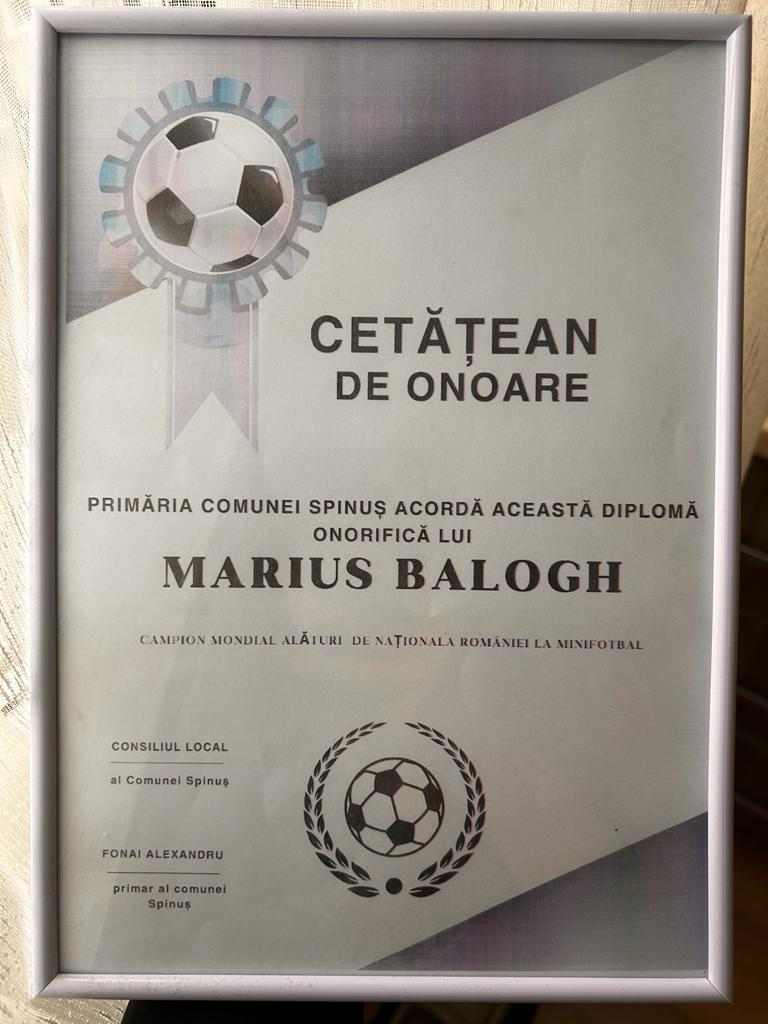 CETĂȚEAN
DE ONOARE
PRIMĂRIA COMUNEI SPINUȘ ACORDĂ ACEASTĂ DIPLOMĂ
ONORIFICĂ LUI
MARIUS BALOGH
CAMPION MONDIAL ALĂTURI DE NAȚIONALA ROMÂNIEI LA MINIFOTBAL
CONSILIUL LOCAL
al Comunei Spinuș
FONAI ALEXANDRU
primar al comunei
Spinuș